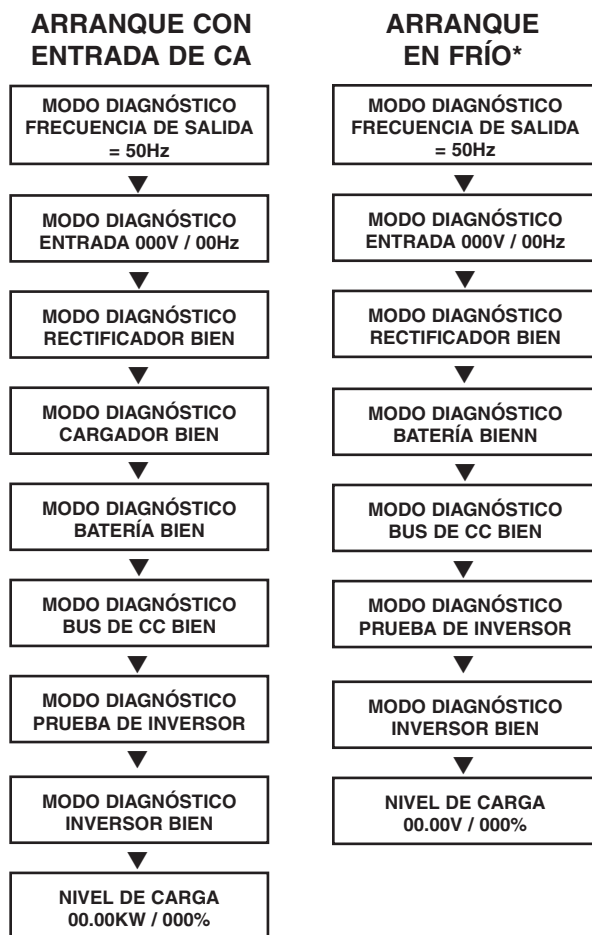 ARRANQUE CON
ENTRADA DE CA
MODO DIAGNÓSTICO
FRECUENCIA DE SALIDA
= 50Hz
MODO DIAGNÓSTICO
ENTRADA 000V / 00Hz
MODO DIAGNÓSTICO
RECTIFICADOR BIEN
MODO DIAGNÓSTICO
CARGADOR BIEN
MODO DIAGNÓSTICO
BATERÍA BIEN
MODO DIAGNÓSTICO
BUS DE CC BIEN
MODO DIAGNÓSTICO
PRUEBA DE INVERSOR
MODO DIAGNÓSTICO
INVERSOR BIEN
NIVEL DE CARGA
00.00KW / 000%
ARRANQUE
EN FRÍO*
MODO DIAGNÓSTICO
FRECUENCIA DE SALIDA
= 50Hz
MODO DIAGNÓSTICO
ENTRADA 000V / 00Hz
MODO DIAGNÓSTICO
RECTIFICADOR BIEN
MODO DIAGNÓSTICO
BATERÍA BIENN
MODO DIAGNÓSTICO
BUS DE CC BIEN
MODO DIAGNÓSTICO
PRUEBA DE INVERSOR
MODO DIAGNÓSTICO
INVERSOR BIEN
NIVEL DE CARGA
00.00V / 000%